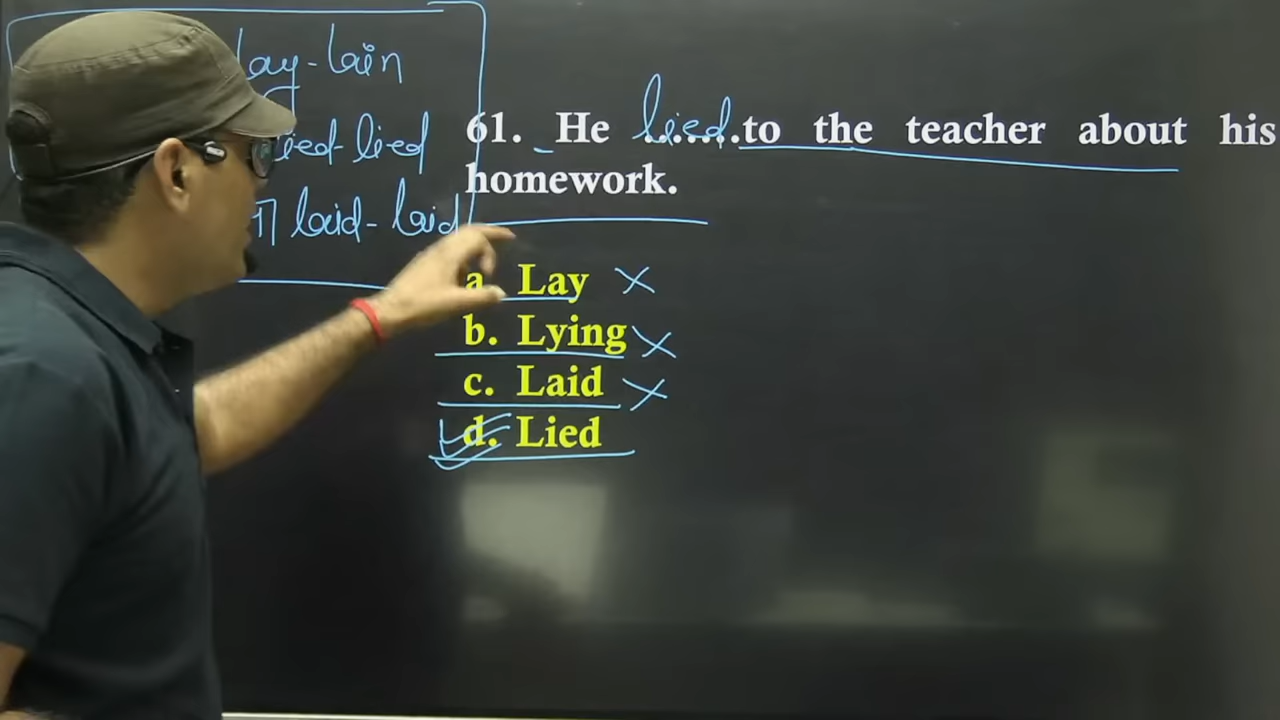 lay-lain
lied-lied
laid-laid
61. He lied to the teacher about his
homework.
a. Lay
b. Lying
c. Laid
d. Lied